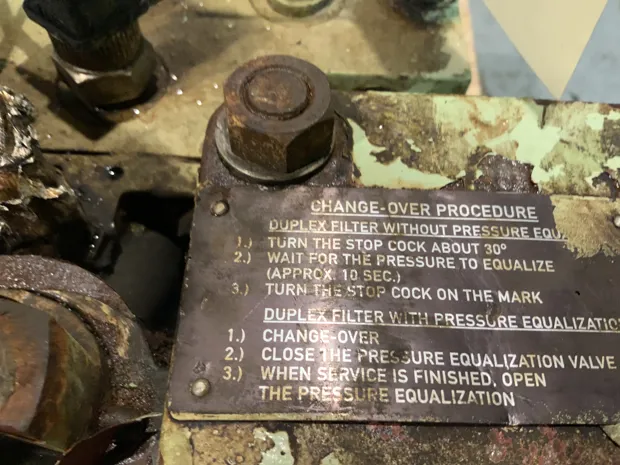 CHANGE-OVER PROCEDURE
DUPLEX FILTER WITHOUT PRESSURE EQU
1.) TURN THE STOP COCK ABOUT 30°
2.) WAIT FOR THE PRESSURE TO EQUALIZE
(APPROX. 10 SEC.)
3.) TURN THE STOP COCK ON THE MARK
DUPLEX FILTER WITH PRESSURE EQUALIZATIO
1.) CHANGE-OVER
2.) CLOSE THE PRESSURE EQUALIZATION VALVE
3.) WHEN SERVICE IS FINISHED, OPEN
THE PRESSURE EQUALIZATION